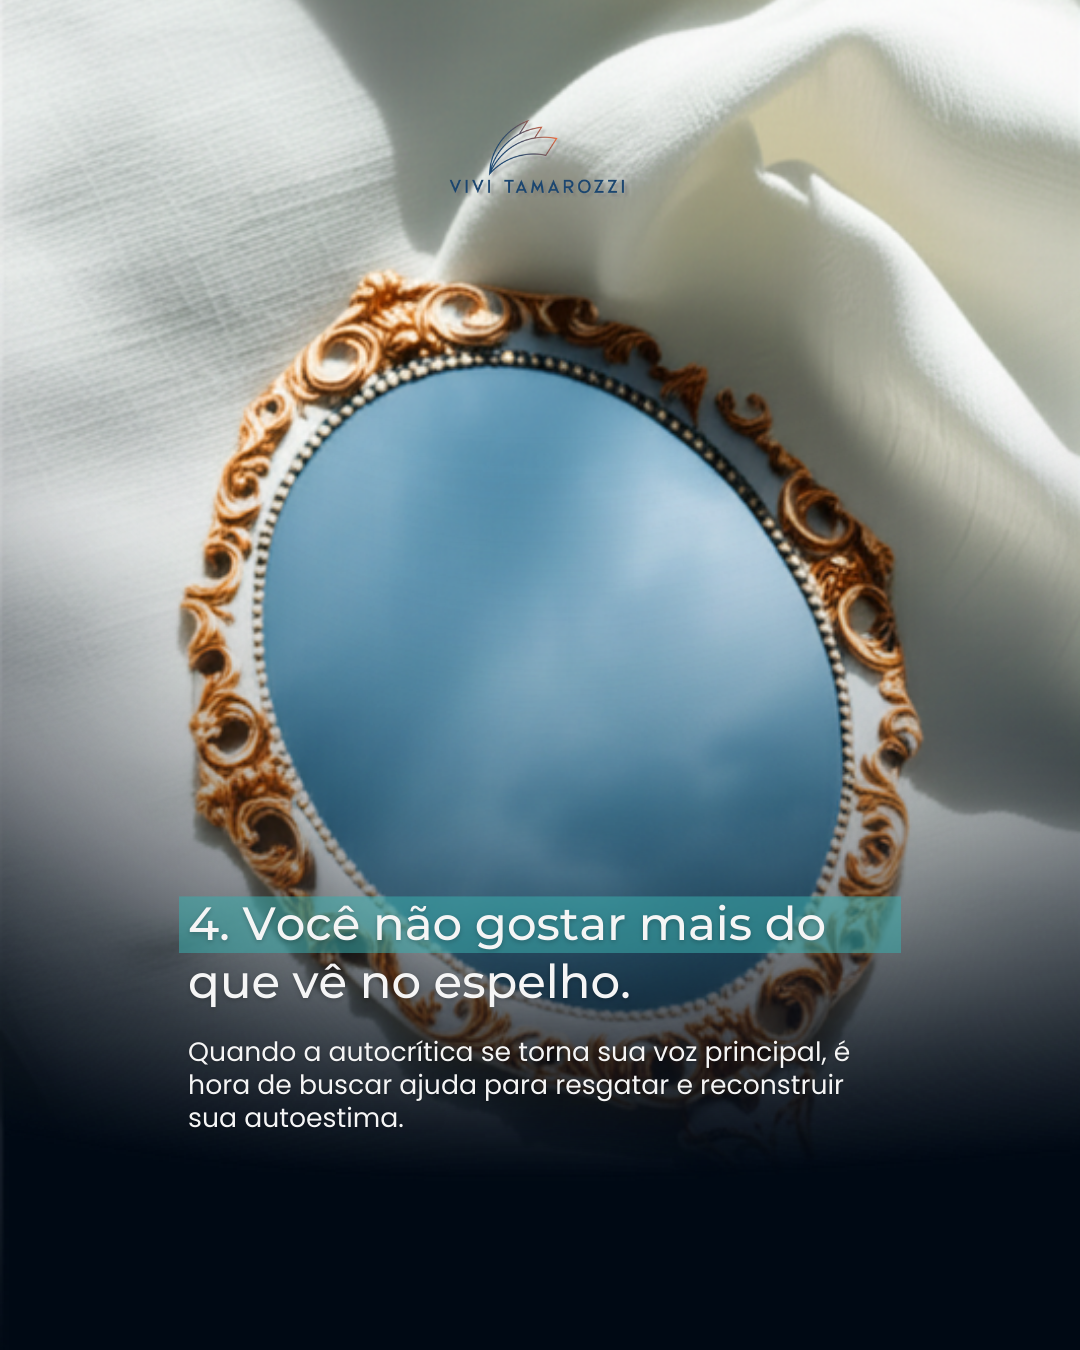 VIVI TAMAROZZI
4. Você não gostar mais do
que vê no espelho.
Quando a autocrítica se torna sua voz principal, é
hora de buscar ajuda para resgatar e reconstruir
sua autoestima.